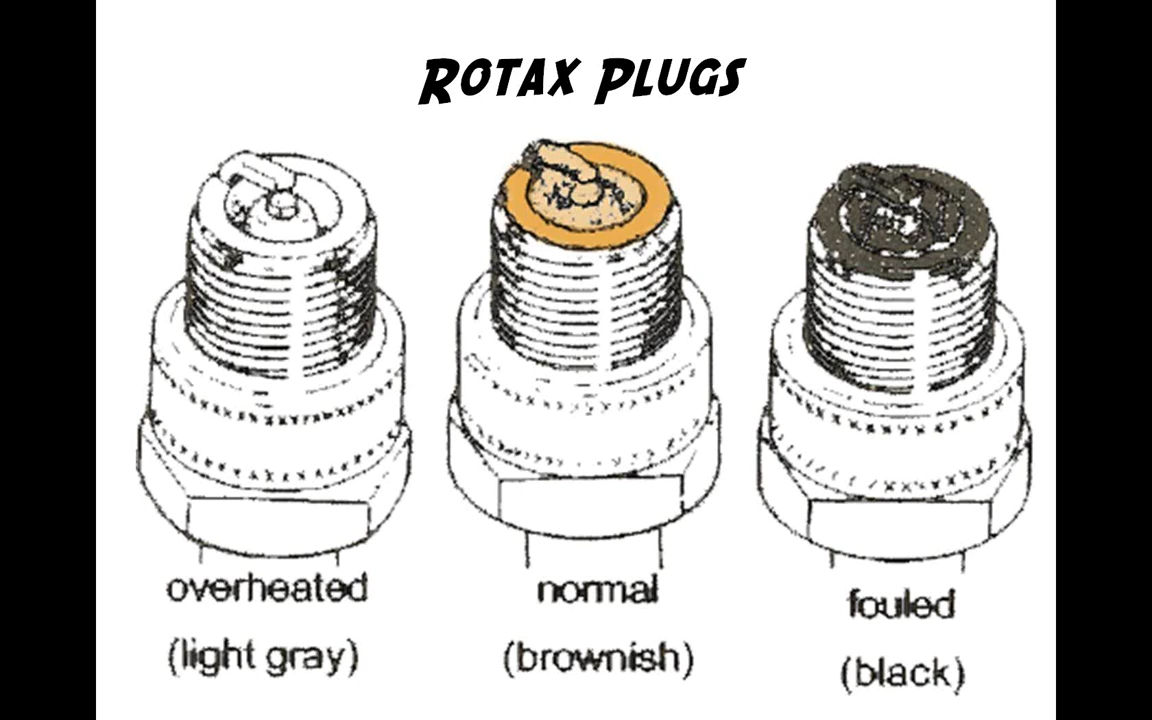 ROTAX PLUGS
overheated
(light gray)
normal
(brownish)
fouled
(black)